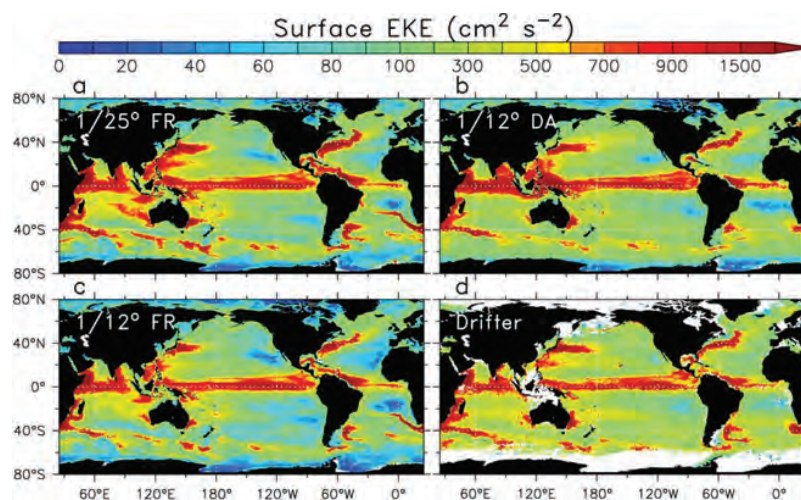 Surface EKE (cm² s⁻²)
0 20 40 60 80 100 300 500 700 900 1500
a b
80°N 1/25° FR 1/12° DA
40°N
0°
40°S
80°S
c d
80°N 1/12° FR Drifter
40°N
0°
40°S
80°S
60°E 120°E 180°W 120°W 60°W 0° 60°E 120°E 180°W 120°W 60°W 0°